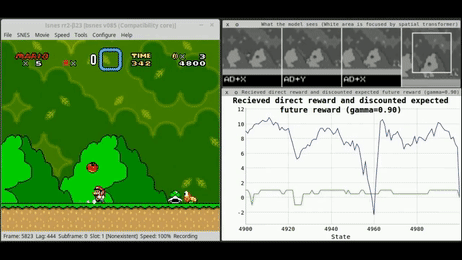 lsnes rr2-β23 [bsnes v085 (Compatibility core)]
File SNES Movie Speed Tools Configure Help
MARIO TIME
x 5 0 342 x 3
4800
Frame: 5823 Lag: 444 Subframe: 0 Slot: 1 [Nonexistent] Speed: 100% Recording
What the model sees (White area is focused by spatial transformer)
AD+X AD+Y AD+X
Recieved direct reward and discounted expected future reward (gamma=0.90)
Recieved direct reward and discounted expected
future reward (gamma=0.90)
12
10
8
6
4
2
0
-2
4900 4920 4940 4960 4980
State